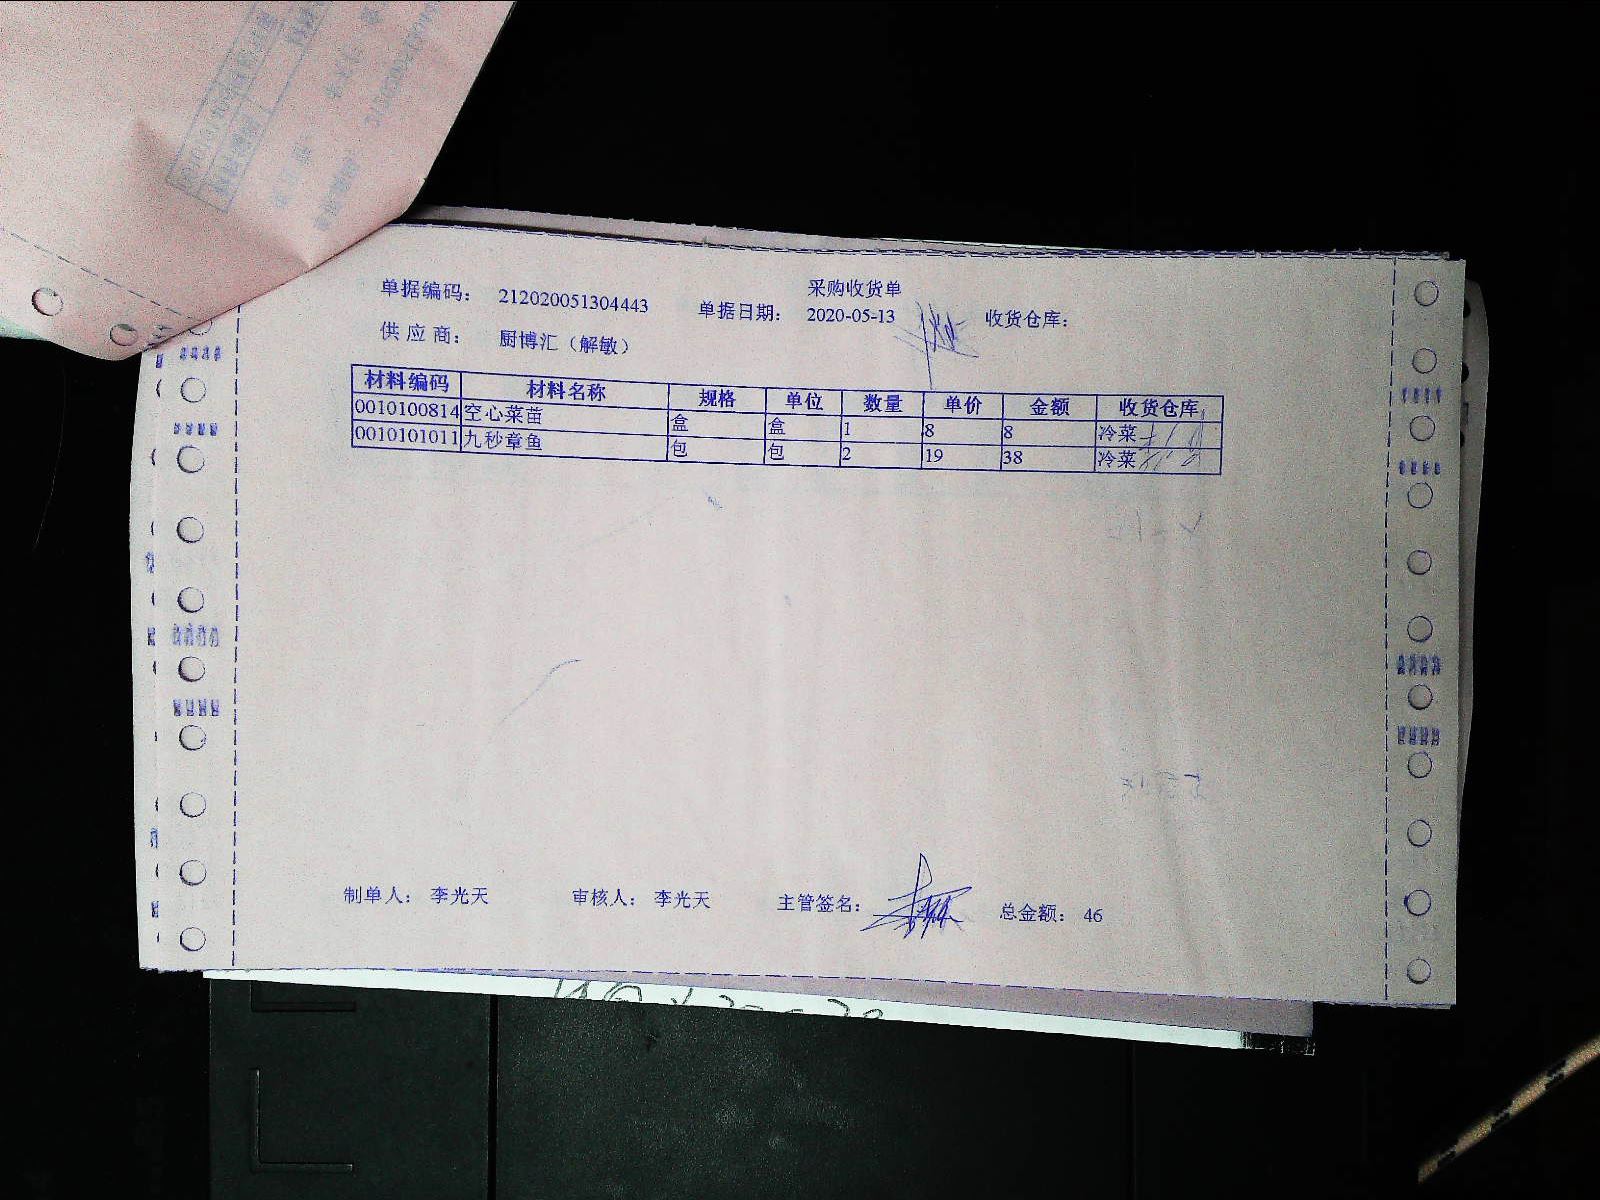 采购收货单
单据编码： 212020051304443 单据日期： 2020-05-13 收货仓库：
供 应 商： 厨博汇（解敏）
材料编码 材料名称 规格 单位 数量 单价 金额 收货仓库
0010100814 空心菜苗 盒 盒 1 8 8 冷菜
0010101011 九秒章鱼 包 包 2 19 38 冷菜
制单人： 李光天 审核人： 李光天 主管签名： 总金额： 46